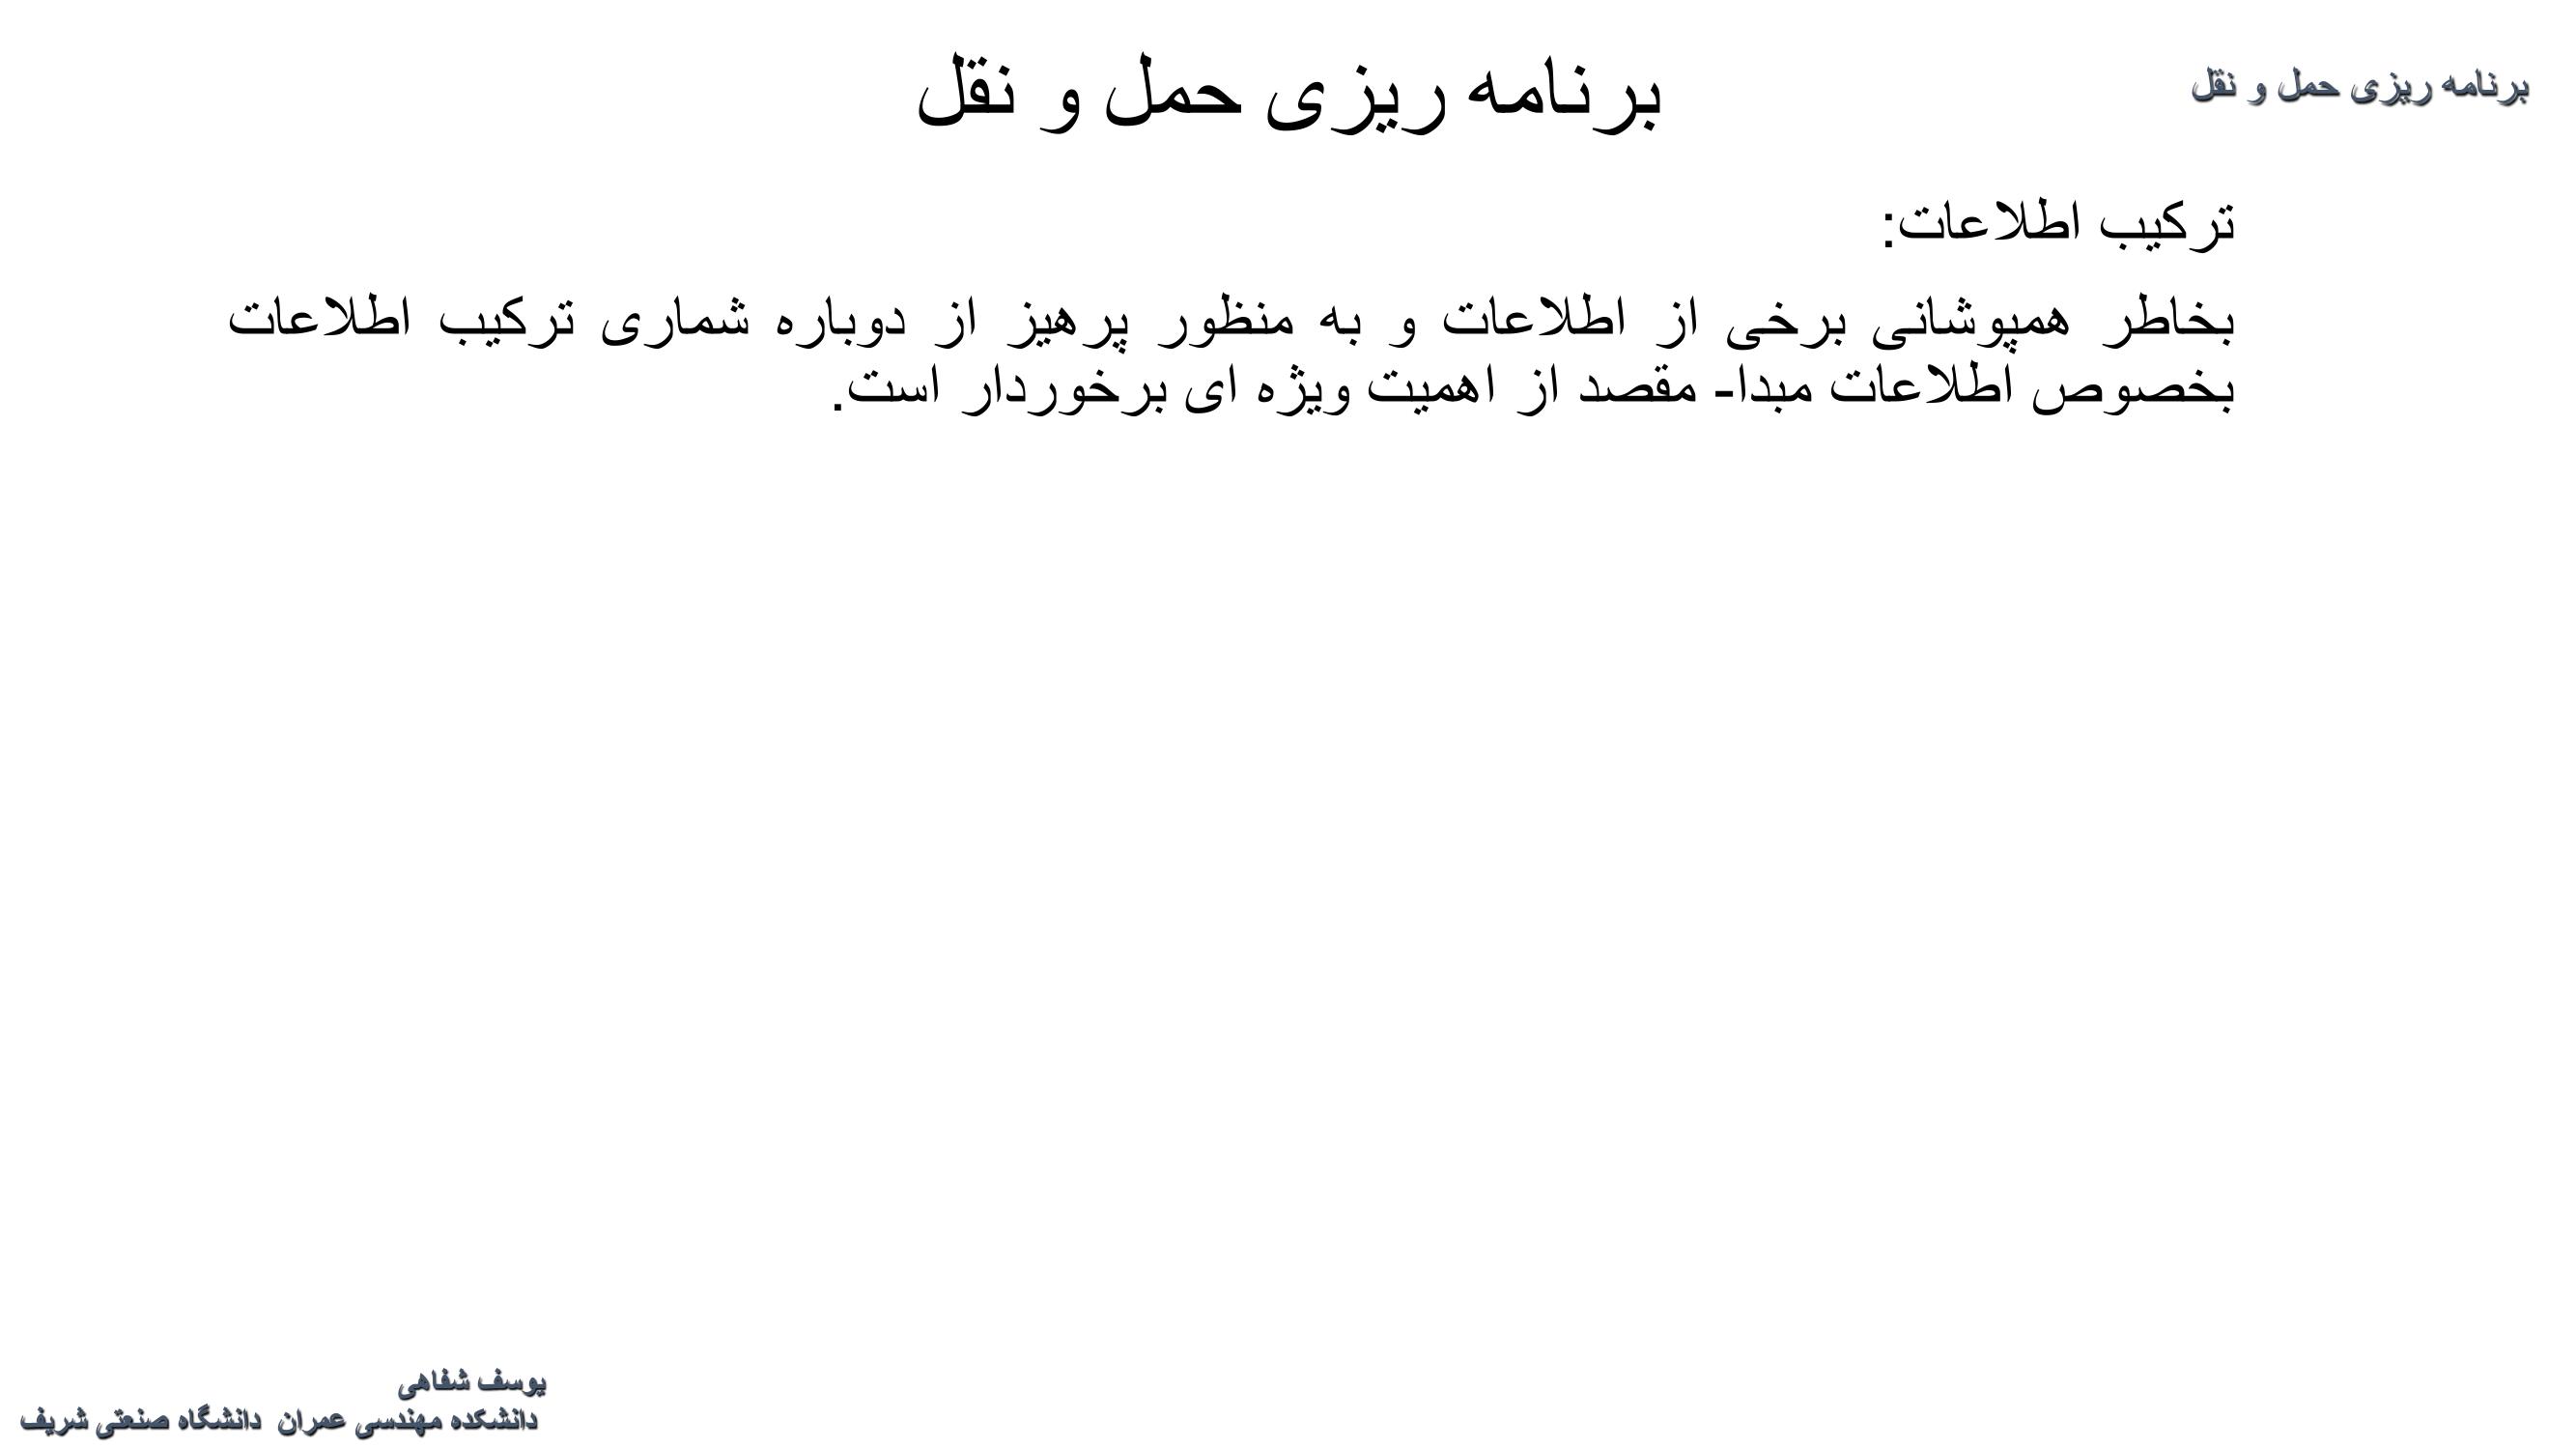 برنامه ریزی حمل و نقل
برنامه ریزی حمل و نقل
ترکیب اطلاعات:
بخاطر همپوشانی برخی از اطلاعات و به منظور پرهیز از دوباره شماری ترکیب اطلاعات
بخصوص اطلاعات مبدا- مقصد از اهمیت ویژه ای برخوردار است.
یوسف شفاهی
دانشکده مهندسی عمران دانشگاه صنعتی شریف